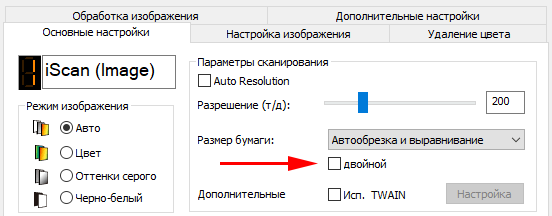 Обработка изображения
Дополнительные настройки
Основные настройки
Настройка изображения
Удаление цвета
1
iScan (Image)
Режим изображения
Авто
Цвет
Оттенки серого
Черно-белый
Параметры сканирования
Auto Resolution
Разрешение (т/д):
200
Размер бумаги:
Автообрезка и выравнивание
двойной
Дополнительные
Исп. TWAIN
Настройка